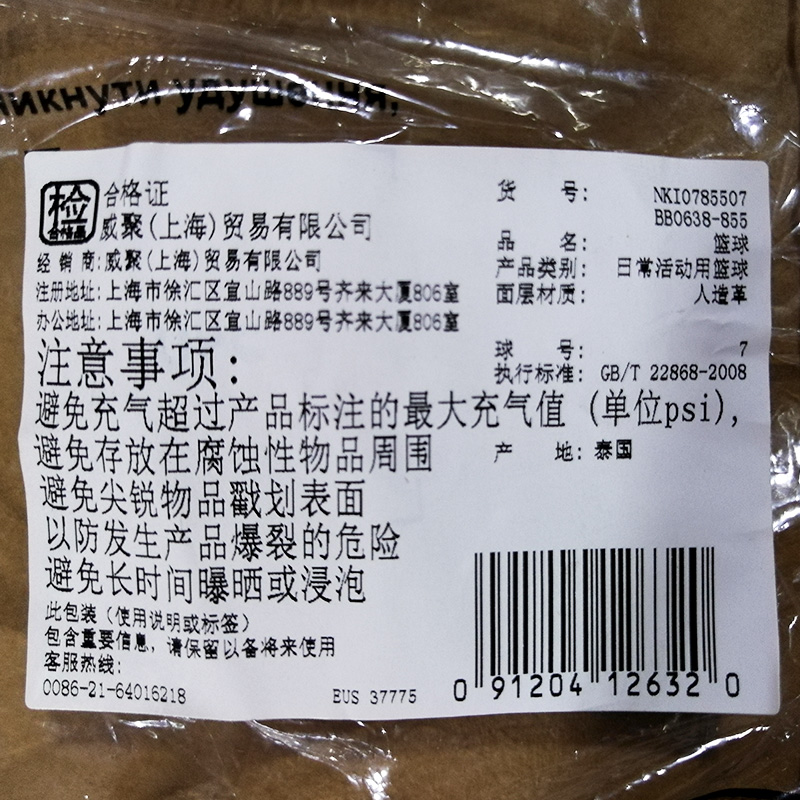 удушення,
检
合格品
合格证
威聚(上海)贸易有限公司
经 销 商:威聚(上海)贸易有限公司
注册地址:上海市徐汇区宜山路889号齐来大厦806室
办公地址:上海市徐汇区宜山路889号齐来大厦806室
注意事项:
避免充气超过产品标注的最大充气值 (单位psi),
避免存放在腐蚀性物品周围
避免尖锐物品戳划表面
以防发生产品爆裂的危险
避免长时间曝晒或浸泡
此包装(使用说明或标签)
包含重要信息, 请保留以备将来使用
客服热线:
0086-21-64016218
EUS 37775
货 号: NKI0785507
BB0638-855
品 名: 篮球
产品类别: 日常活动用篮球
面层材质: 人造革
球 号: 7
执行标准: GB/T 22868-2008
产 地: 泰国
0 91204 12632 0